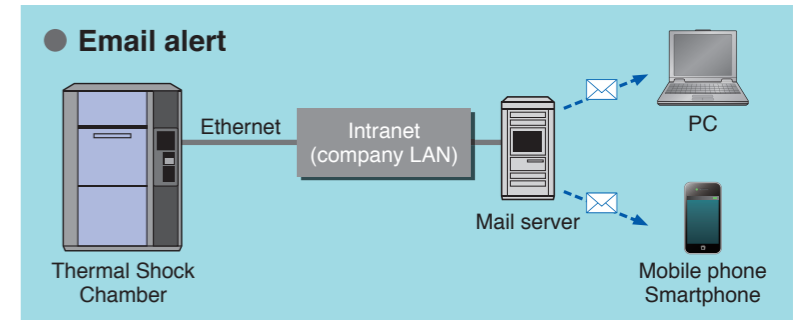 ● Email alert
Ethernet
Intranet
(company LAN)
Mail server
PC
Thermal Shock
Chamber
Mobile phone
Smartphone